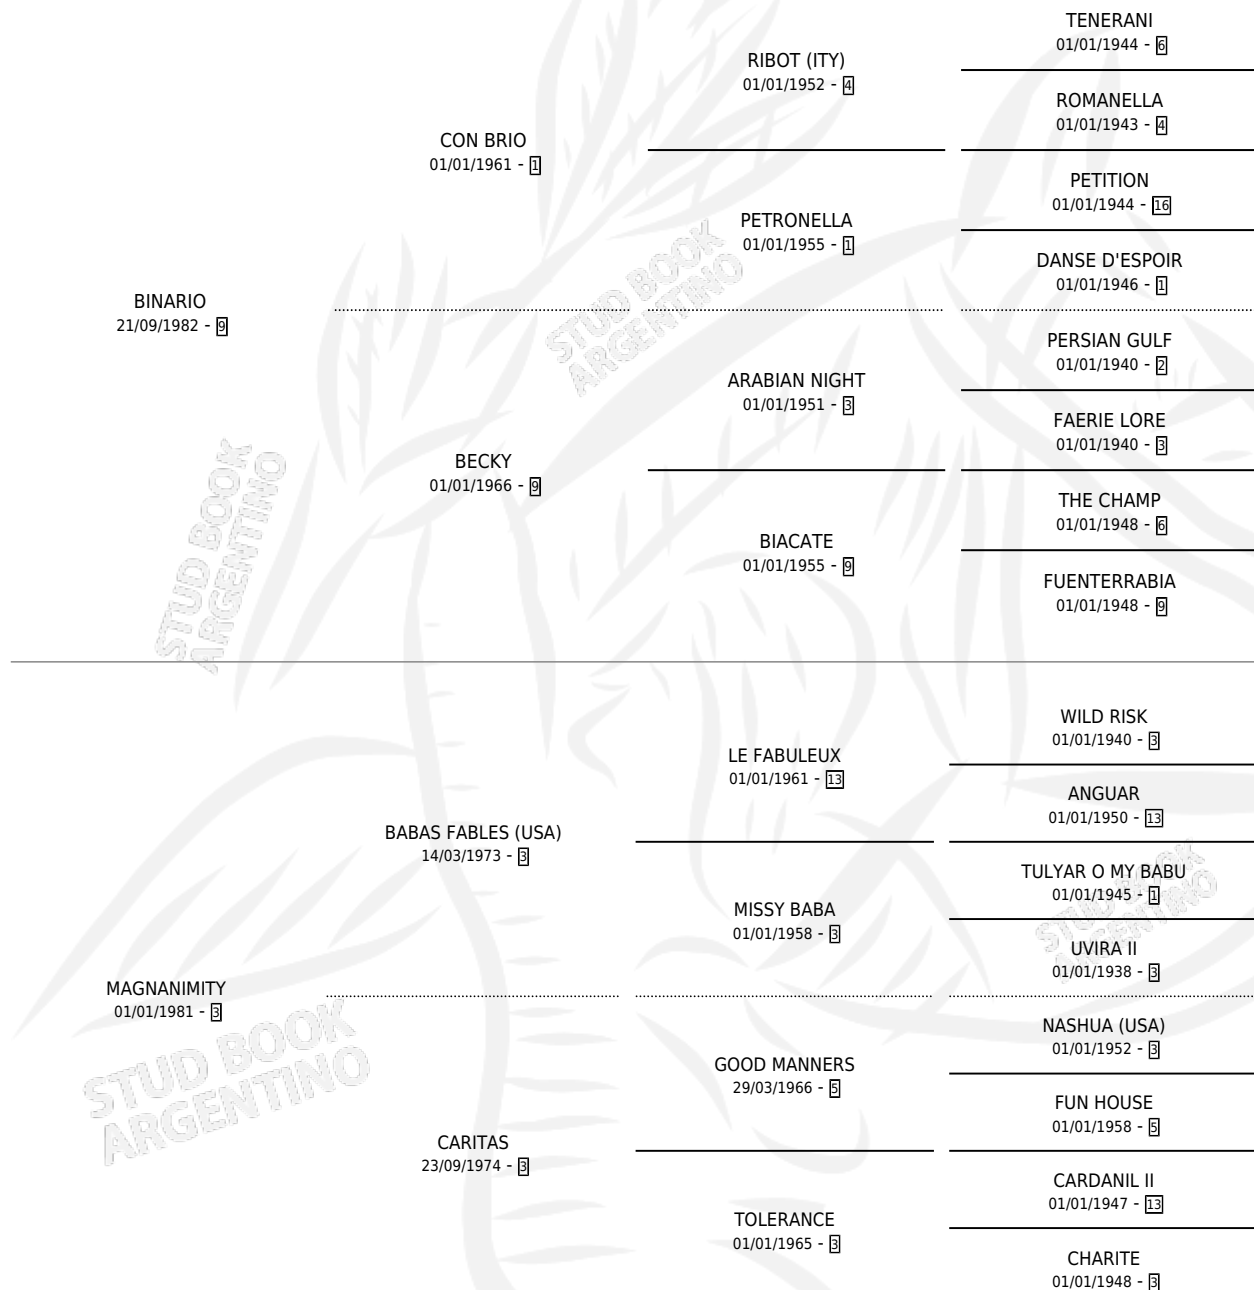 TENERANI
01/01/1944 - 6
RIBOT (ITY)
01/01/1952 - 4
ROMANELLA
01/01/1943 - 4
CON BRIO
01/01/1961 - 1
PETITION
01/01/1944 - 16
PETRONELLA
01/01/1955 - 1
DANSE D'ESPOIR
01/01/1946 - 1
BINARIO
21/09/1982 - 9
PERSIAN GULF
01/01/1940 - 2
ARABIAN NIGHT
01/01/1951 - 3
FAERIE LORE
01/01/1940 - 3
BECKY
01/01/1966 - 9
THE CHAMP
01/01/1948 - 6
BIACATE
01/01/1955 - 9
FUENTERRABIA
01/01/1948 - 9
WILD RISK
01/01/1940 - 3
LE FABULEUX
01/01/1961 - 13
ANGUAR
01/01/1950 - 13
BABAS FABLES (USA)
14/03/1973 - 3
TULYAR O MY BABU
01/01/1945 - 1
MISSY BABA
01/01/1958 - 3
UVIRA II
01/01/1938 - 3
MAGNANIMITY
01/01/1981 - 3
NASHUA (USA)
01/01/1952 - 3
GOOD MANNERS
29/03/1966 - 5
FUN HOUSE
01/01/1958 - 5
CARITAS
23/09/1974 - 3
CARDANIL II
01/01/1947 - 13
TOLERANCE
01/01/1965 - 3
CHARITE
01/01/1948 - 3
STUD BOOK
ARGENTINO
STUD BOOK
ARGENTINO
STUD BOOK
ARGENTINO
STUD BOOK
ARGENTINO